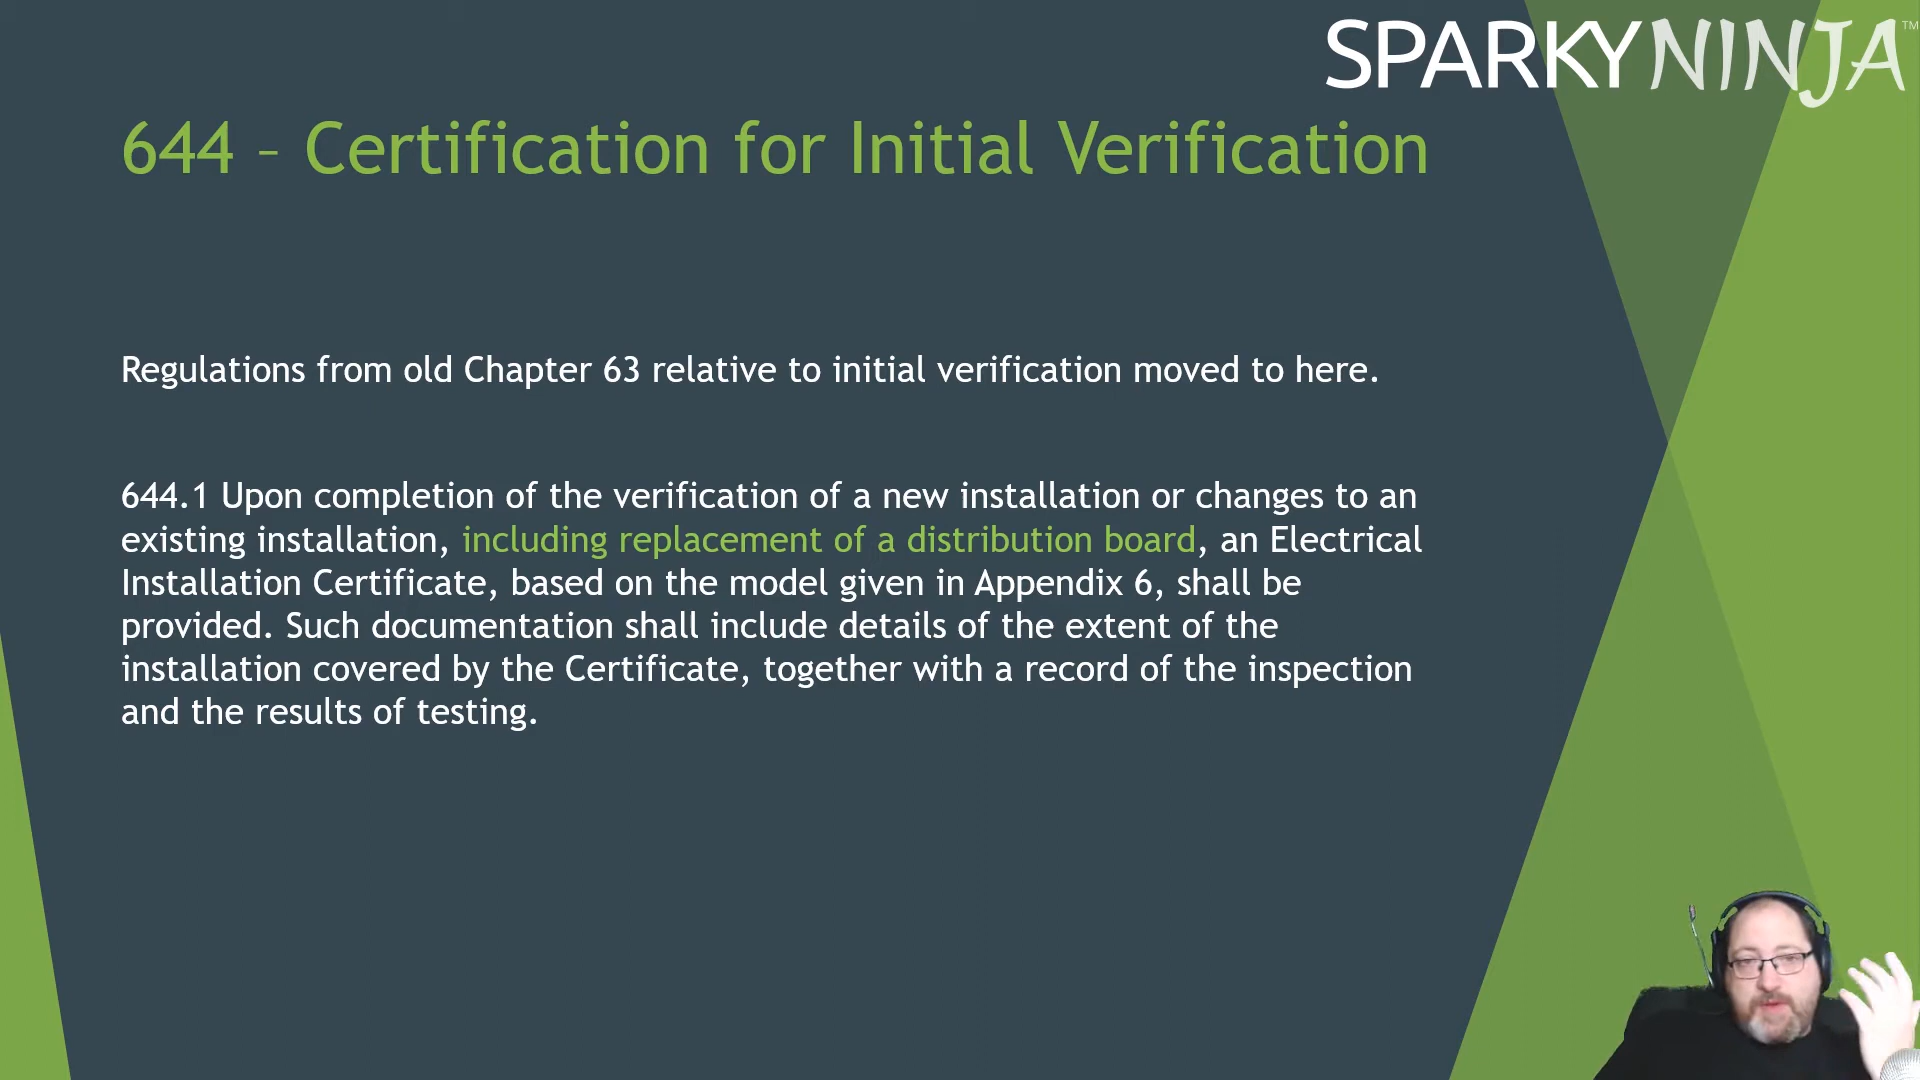 SPARKYNINJA™
644 – Certification for Initial Verification
Regulations from old Chapter 63 relative to initial verification moved to here.
644.1 Upon completion of the verification of a new installation or changes to an
existing installation, including replacement of a distribution board, an Electrical
Installation Certificate, based on the model given in Appendix 6, shall be
provided. Such documentation shall include details of the extent of the
installation covered by the Certificate, together with a record of the inspection
and the results of testing.